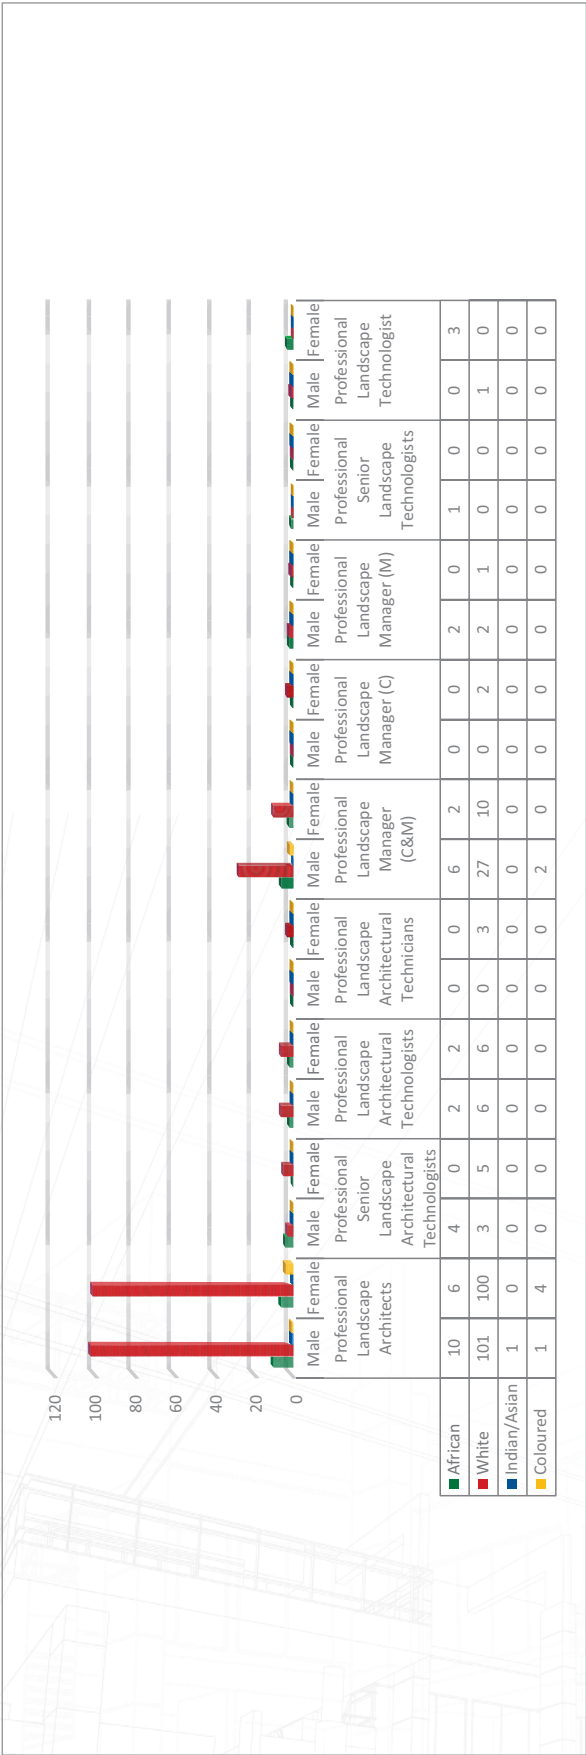 120
100
80
60
40
20
0
Male Female Male Female Male Female Male Female Male Female Male Female Male Female Male Female Male Female
Professional Landscape Architects
Professional Senior Landscape Architectural Technologists
Professional Landscape Architectural Technologists
Professional Landscape Architectural Technicians
Professional Landscape Manager (C&M)
Professional Landscape Manager (C)
Professional Landscape Manager (M)
Professional Senior Landscape Technologists
Professional Landscape Technologist
African 10 6 4 0 2 2 0 0 6 2 0 0 2 0 1 0 0 3
White 101 100 3 5 6 6 0 3 27 10 0 2 2 1 0 0 1 0
Indian/Asian 1 0 0 0 0 0 0 0 0 0 0 0 0 0 0 0 0 0
Coloured 1 4 0 0 0 0 0 0 2 0 0 0 0 0 0 0 0 0